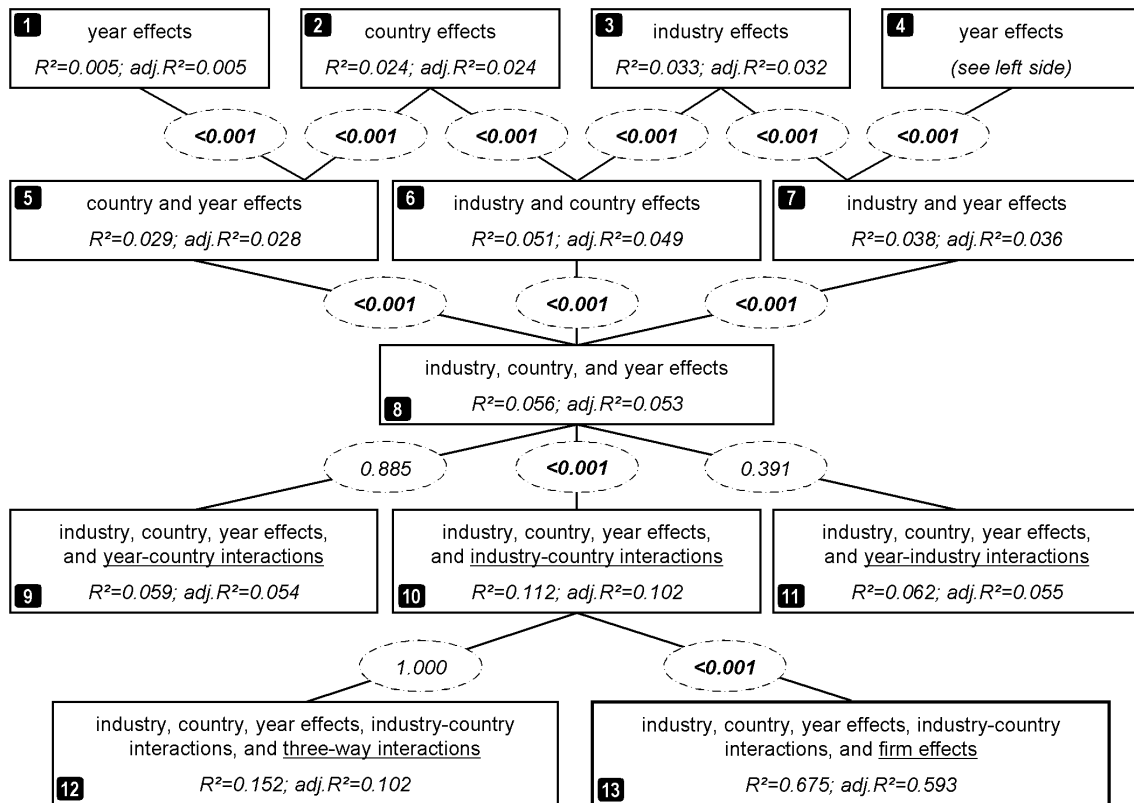 1
year effects
R²=0.005; adj.R²=0.005
2
country effects
R²=0.024; adj.R²=0.024
3
industry effects
R²=0.033; adj.R²=0.032
4
year effects
(see left side)
<0.001
<0.001
<0.001
<0.001
<0.001
<0.001
5
country and year effects
R²=0.029; adj.R²=0.028
6
industry and country effects
R²=0.051; adj.R²=0.049
7
industry and year effects
R²=0.038; adj.R²=0.036
<0.001
<0.001
<0.001
industry, country, and year effects
R²=0.056; adj.R²=0.053
8
0.885
<0.001
0.391
industry, country, year effects,
and year-country interactions
R²=0.059; adj.R²=0.054
9
industry, country, year effects,
and industry-country interactions
R²=0.112; adj.R²=0.102
10
industry, country, year effects,
and year-industry interactions
R²=0.062; adj.R²=0.055
11
1.000
<0.001
industry, country, year effects, industry-country
interactions, and three-way interactions
R²=0.152; adj.R²=0.102
12
industry, country, year effects, industry-country
interactions, and firm effects
R²=0.675; adj.R²=0.593
13